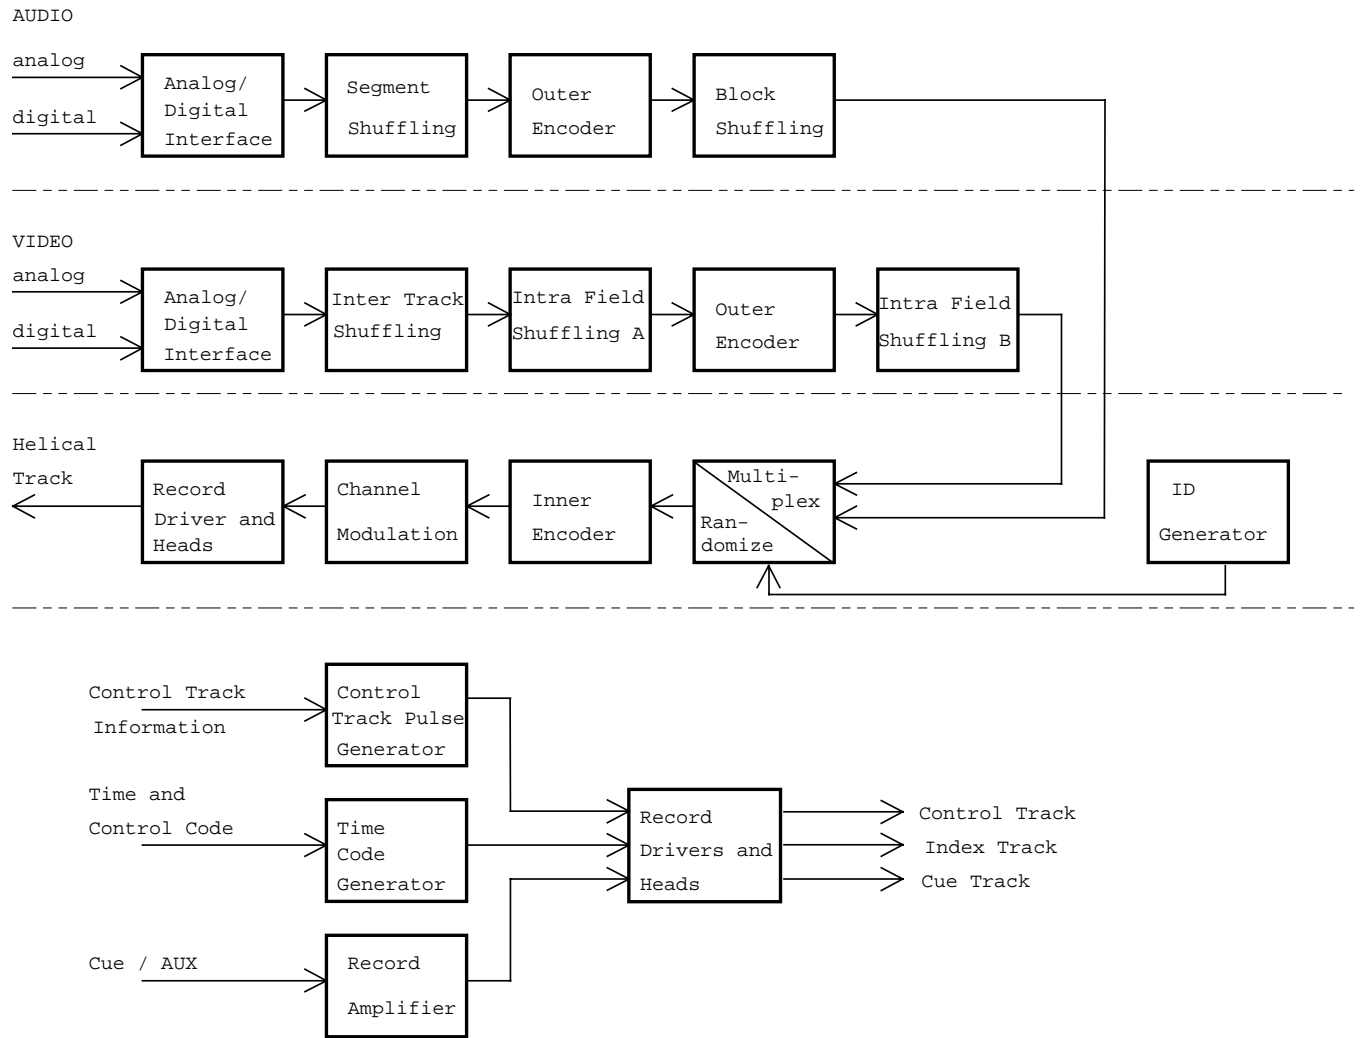 AUDIO
analog
digital
Analog/
Digital
Interface
Segment
Shuffling
Outer
Encoder
Block
Shuffling
VIDEO
analog
digital
Analog/
Digital
Interface
Inter Track
Shuffling
Intra Field
Shuffling A
Outer
Encoder
Intra Field
Shuffling B
Helical
Track
Record
Driver and
Heads
Channel
Modulation
Inner
Encoder
Multi-
plex
Ran-
domize
ID
Generator
Control Track
Information
Control
Track Pulse
Generator
Time and
Control Code
Time
Code
Generator
Cue / AUX
Record
Amplifier
Record
Drivers and
Heads
Control Track
Index Track
Cue Track